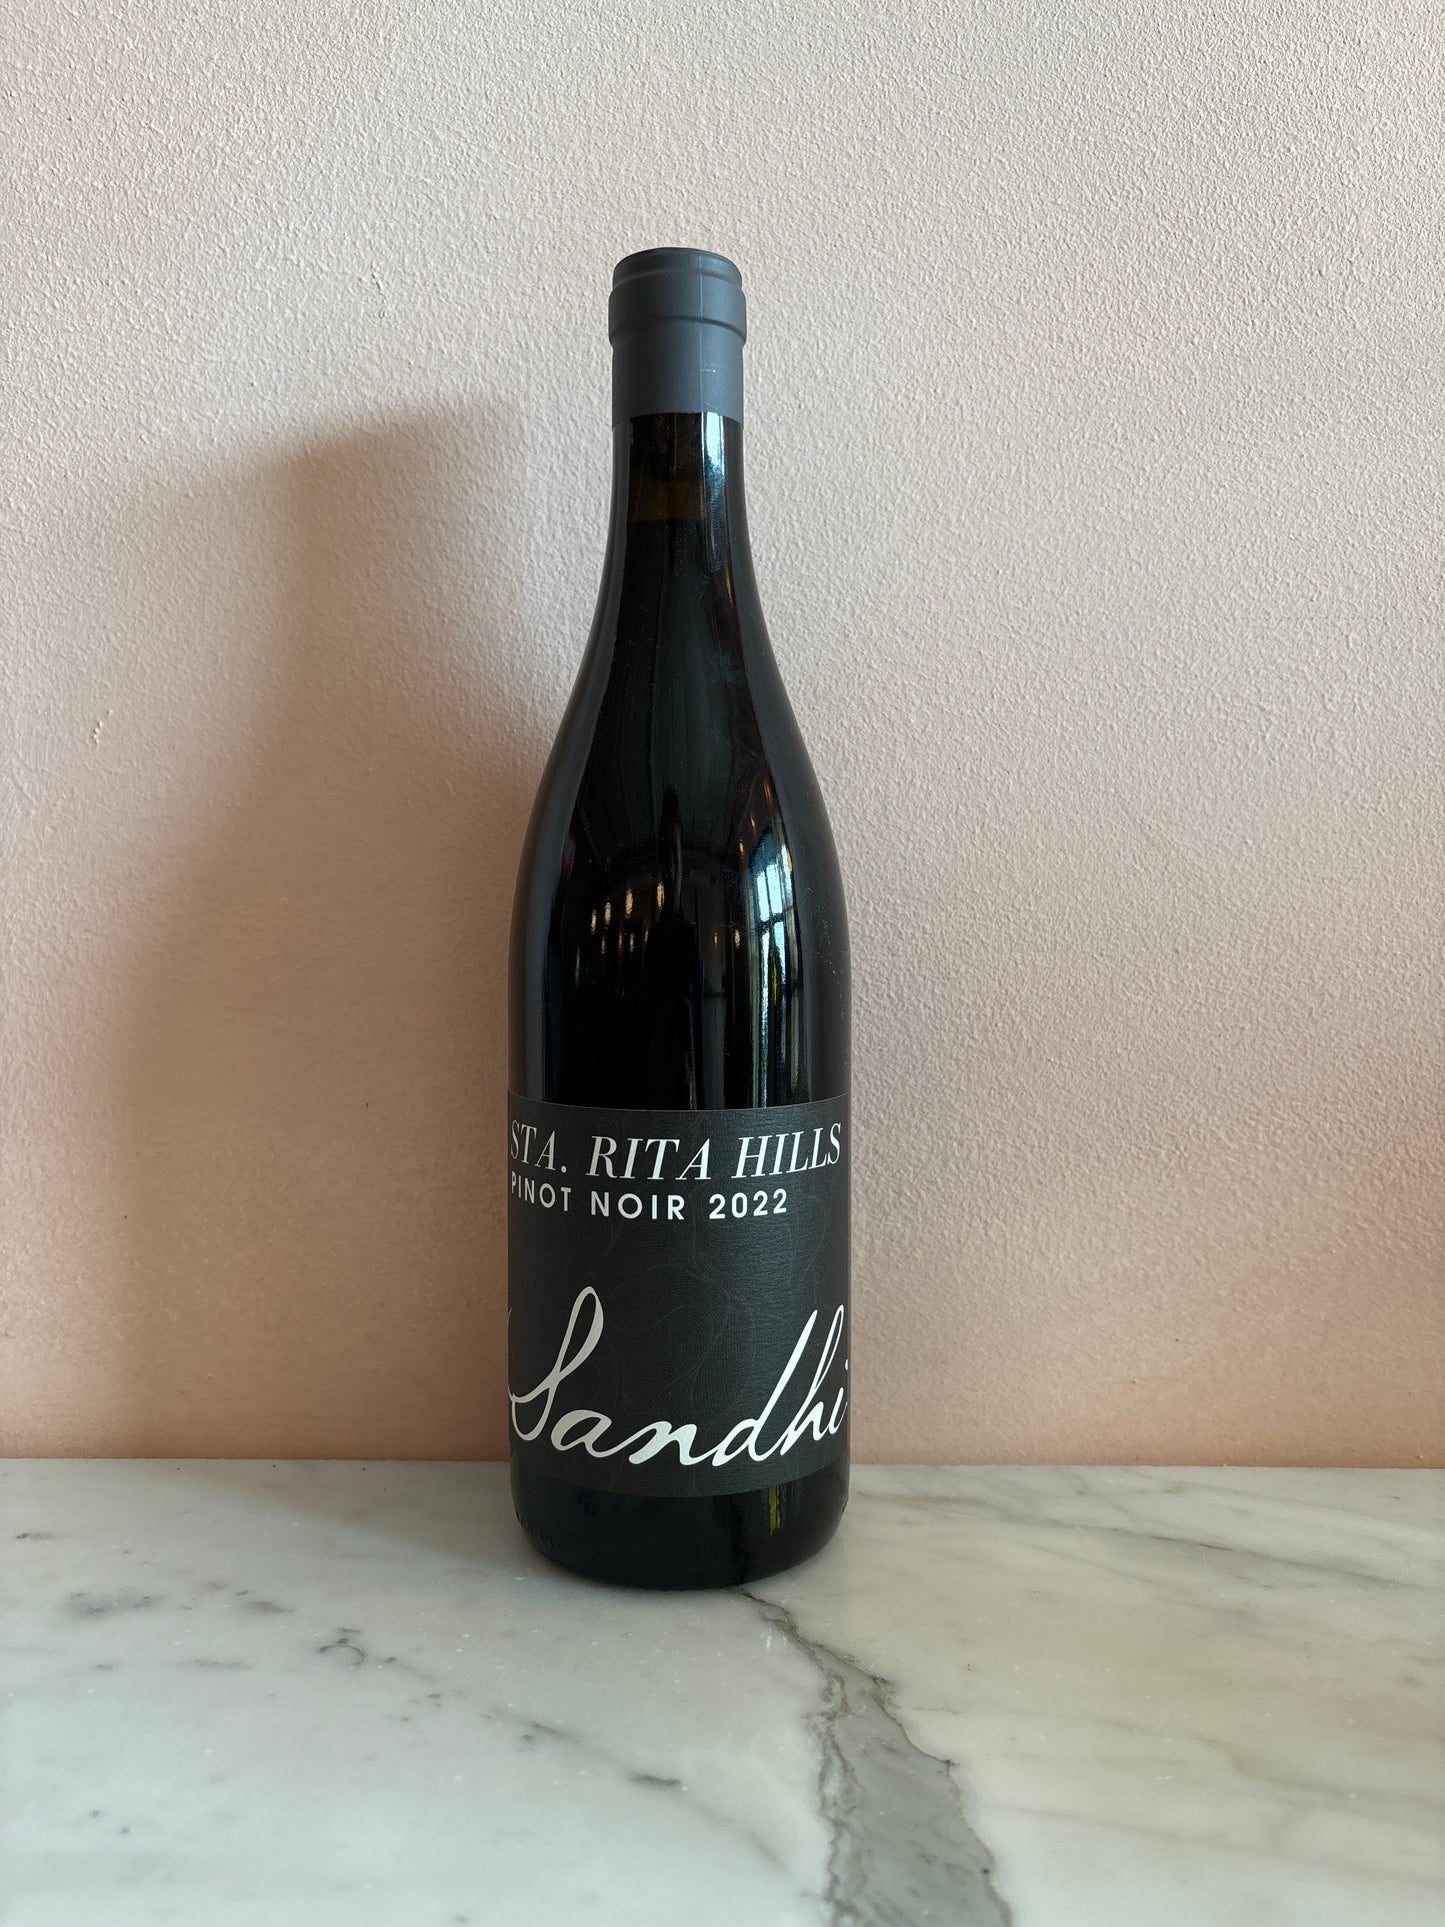 STA. RITA HILLS
PINOT NOIR 2022
Sandhi